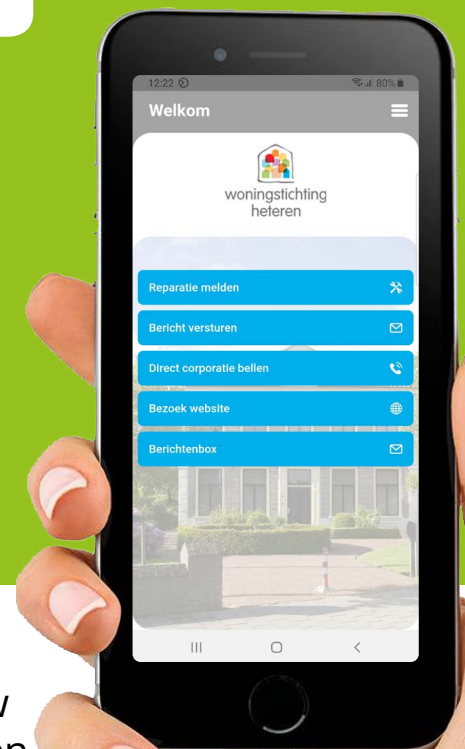 12:22
80%
Welkom
woningstichting
heteren
Reparatie melden
Bericht versturen
Direct corporatie bellen
Bezoek website
Berichtenbox